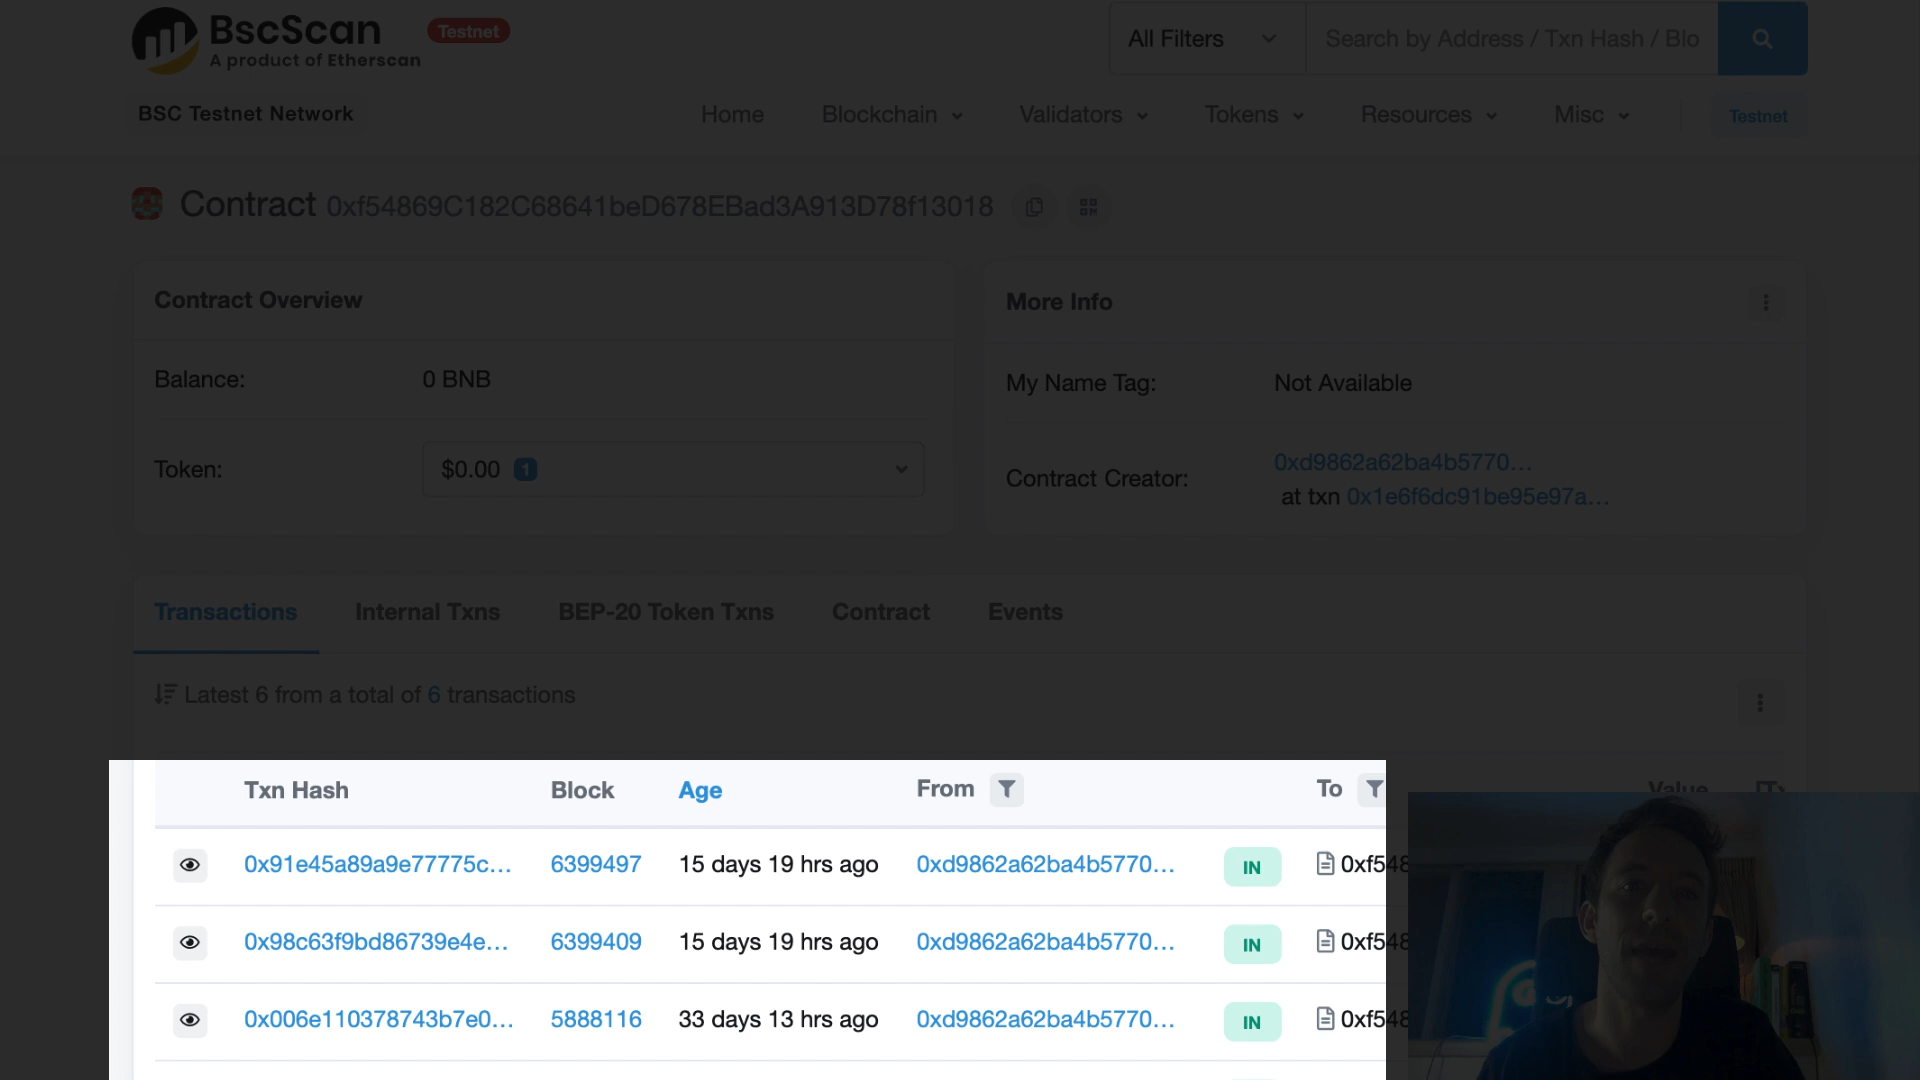 BscScan Testnet
A product of Etherscan
All Filters
Search by Address / Txn Hash / Blo
BSC Testnet Network
Home Blockchain Validators Tokens Resources Misc Testnet
Contract 0xf54869C182C68641beD678EBad3A913D78f13018
Contract Overview
Balance: 0 BNB
Token: $0.00 1
More Info
My Name Tag: Not Available
Contract Creator: 0xd9862a62ba4b5770...
at txn 0x1e6f6dc91be95e97a...
Transactions Internal Txns BEP-20 Token Txns Contract Events
Latest 6 from a total of 6 transactions
Txn Hash Block Age From To Value
0x91e45a89a9e77775c... 6399497 15 days 19 hrs ago 0xd9862a62ba4b5770... IN 0xf548
0x98c63f9bd86739e4e... 6399409 15 days 19 hrs ago 0xd9862a62ba4b5770... IN 0xf548
0x006e110378743b7e0... 5888116 33 days 13 hrs ago 0xd9862a62ba4b5770... IN 0xf548